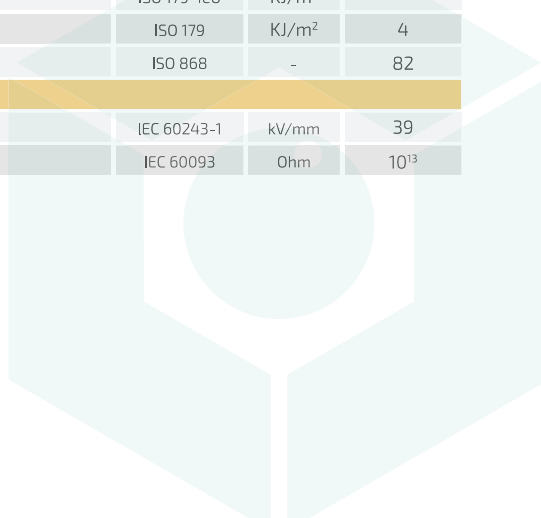 ISO 179 KJ/m² 4
ISO 868 - 82
IEC 60243-1 kV/mm 39
IEC 60093 Ohm 10¹³